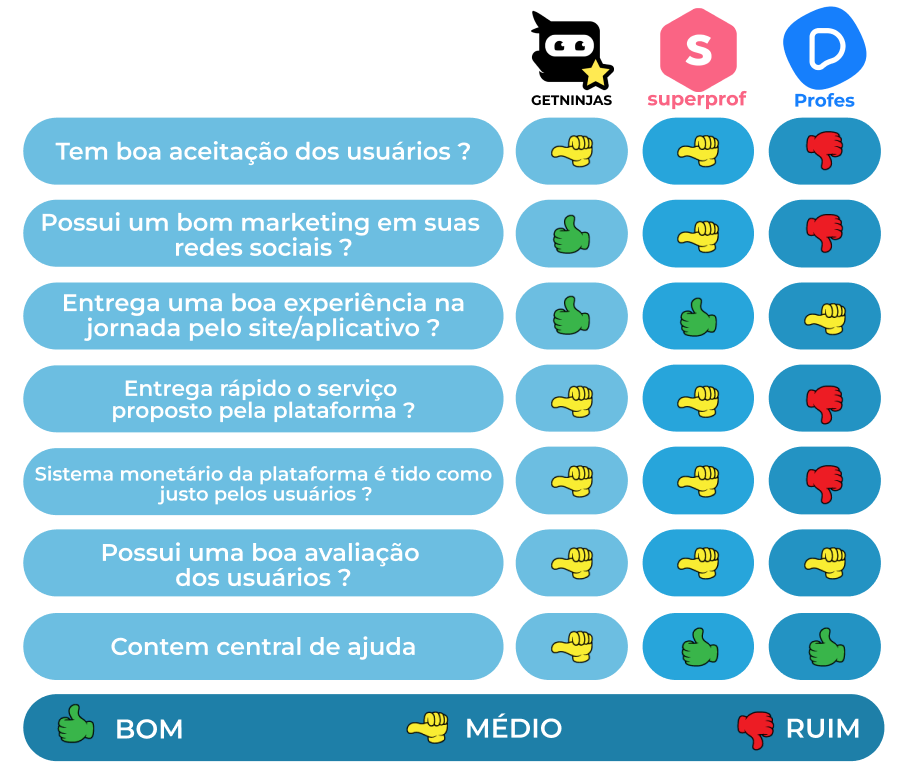 GETNINJAS
S
superprof
Profes
Tem boa aceitação dos usuários ?
Possui um bom marketing em suas
redes sociais ?
Entrega uma boa experiência na
jornada pelo site/aplicativo ?
Entrega rápido o serviço
proposto pela plataforma ?
Sistema monetário da plataforma é tido como
justo pelos usuários ?
Possui uma boa avaliação
dos usuários ?
Contem central de ajuda
BOM
MÉDIO
RUIM